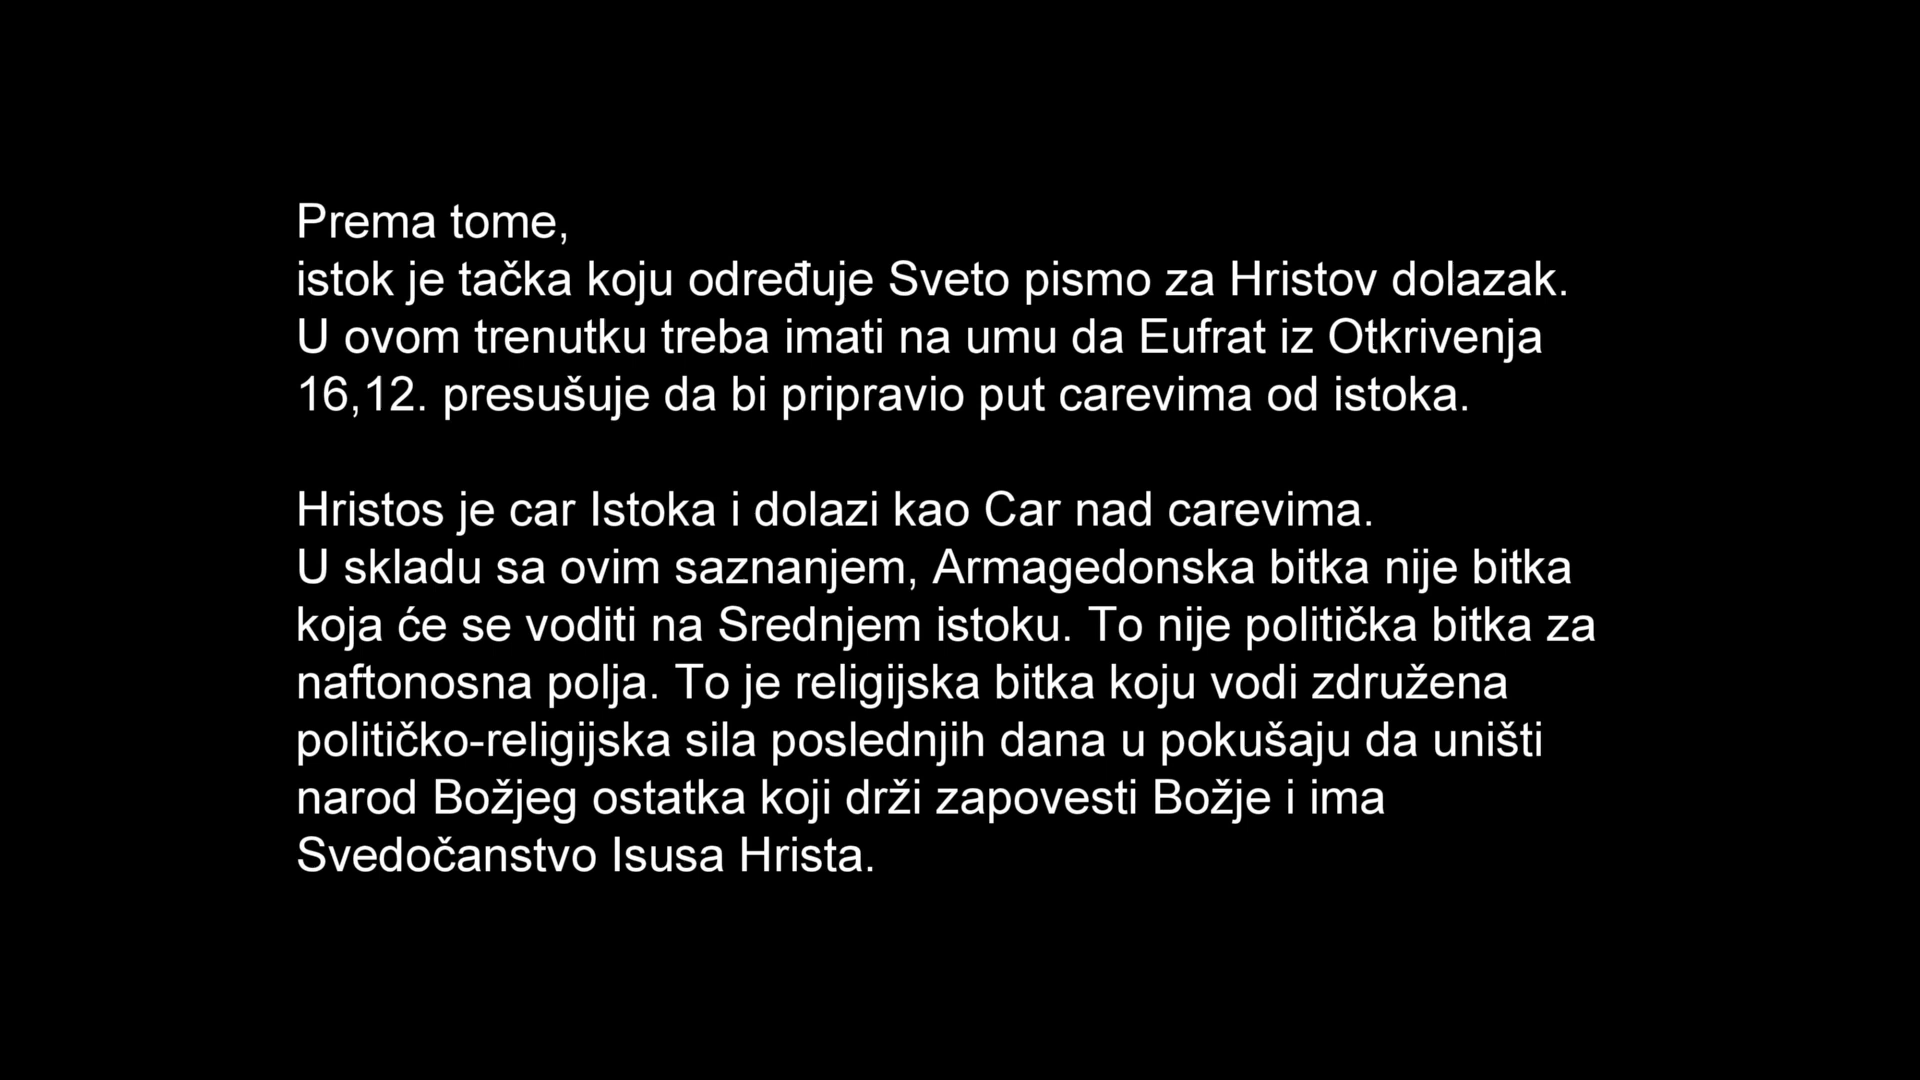 Prema tome,
istok je tačka koju određuje Sveto pismo za Hristov dolazak.
U ovom trenutku treba imati na umu da Eufrat iz Otkrivenja
16,12. presušuje da bi pripravio put carevima od istoka.

Hristos je car Istoka i dolazi kao Car nad carevima.
U skladu sa ovim saznanjem, Armagedonska bitka nije bitka
koja će se voditi na Srednjem istoku. To nije politička bitka za
naftonosna polja. To je religijska bitka koju vodi združena
političko-religijska sila poslednjih dana u pokušaju da uništi
narod Božjeg ostatka koji drži zapovesti Božje i ima
Svedočanstvo Isusa Hrista.